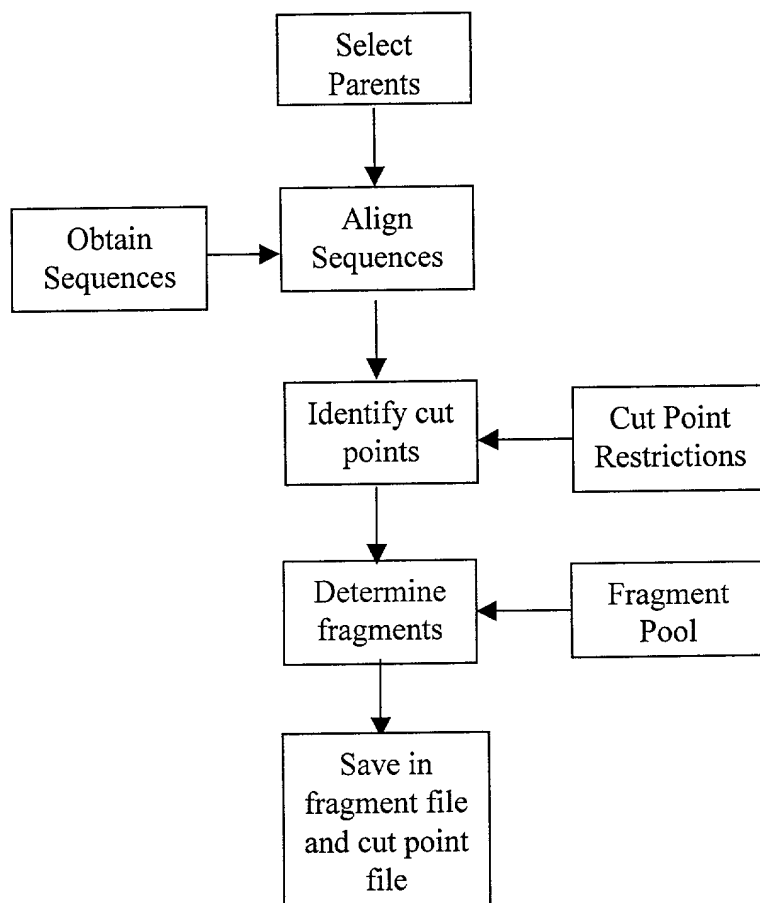 Select
Parents
Obtain
Sequences
Align
Sequences
Identify cut
points
Cut Point
Restrictions
Determine
fragments
Fragment
Pool
Save in
fragment file
and cut point
file